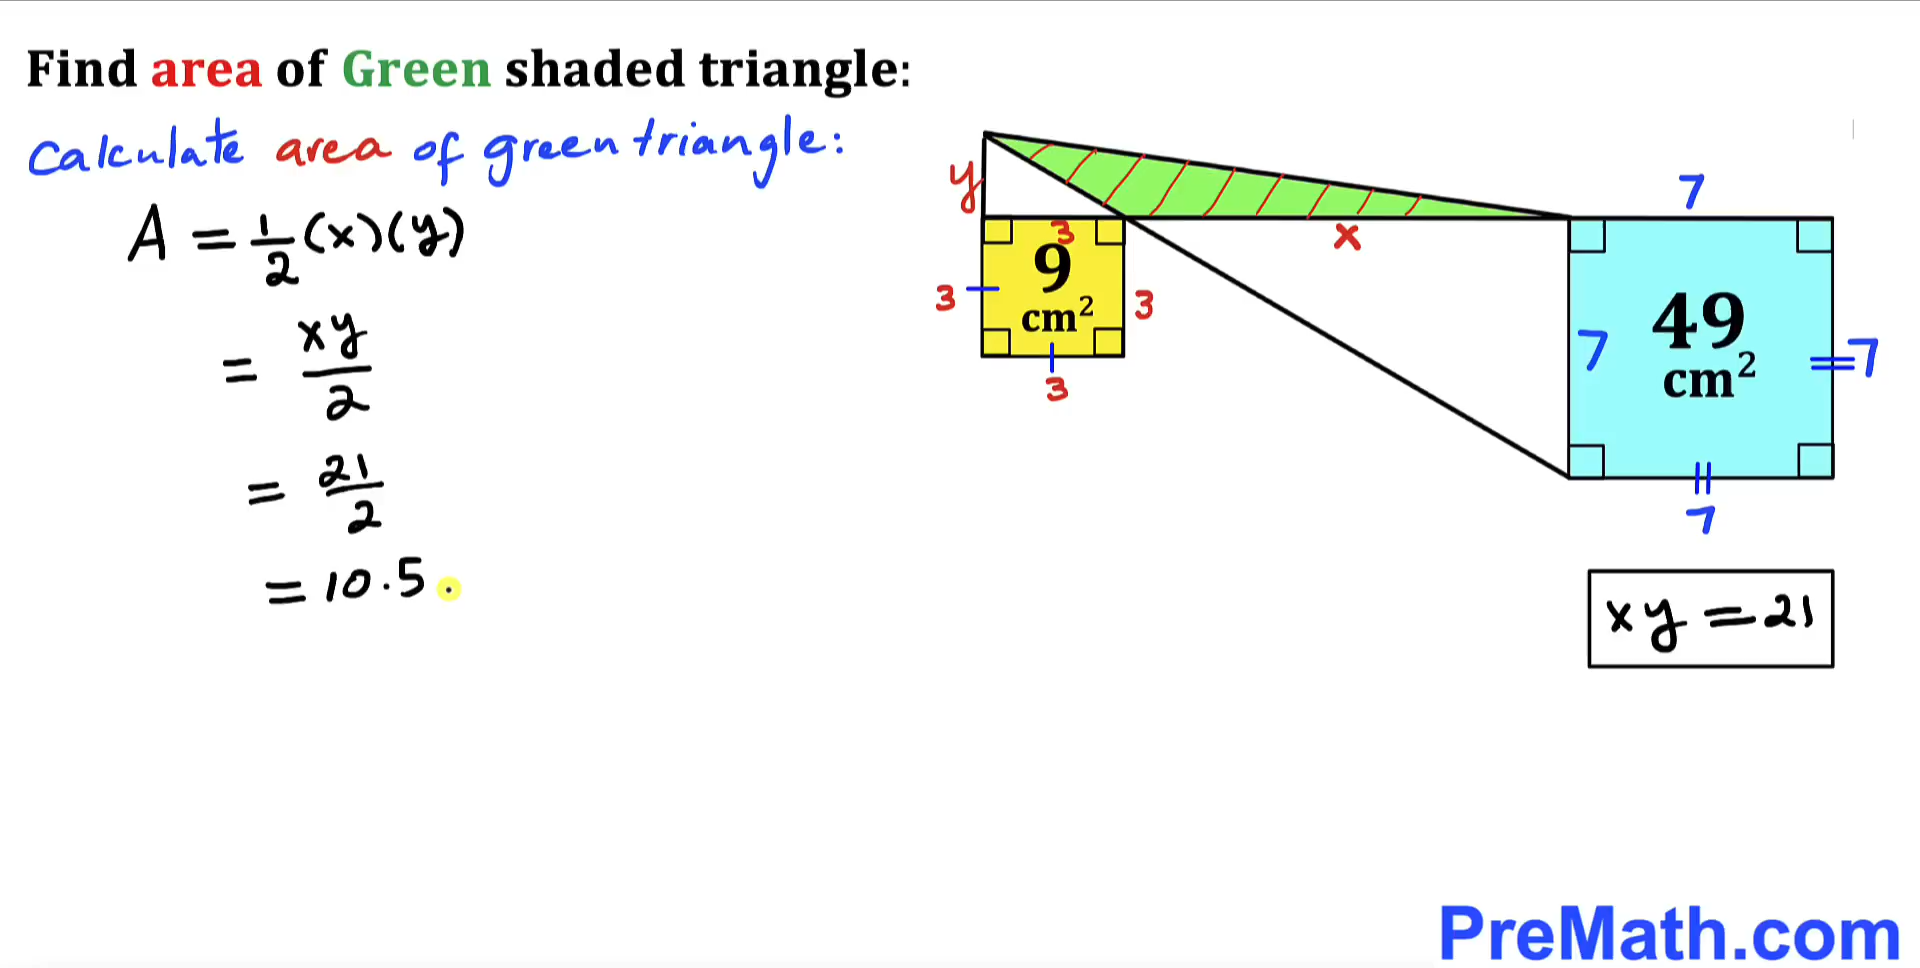 Find area of Green shaded triangle:
Calculate area of green triangle:
A = 1/2 (x)(y)
= xy/2
= 21/2
= 10.5
y
3
x
7
9
cm²
3
3
3
7
49
cm²
7
7
xy = 21
PreMath.com